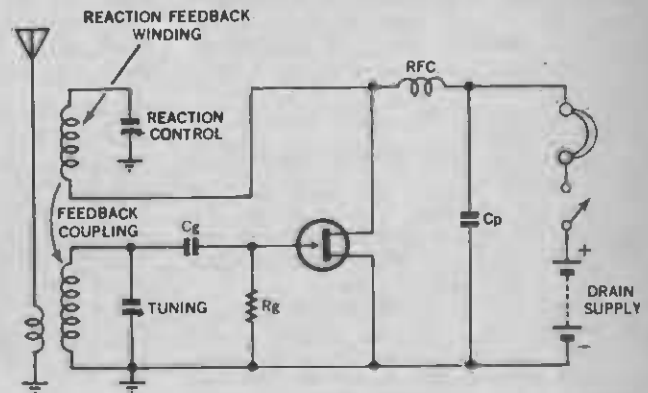 REACTION FEEDBACK
WINDING
RFC
REACTION
CONTROL
FEEDBACK
COUPLING
Cg
Cp
TUNING
Rg
+
DRAIN
SUPPLY
−